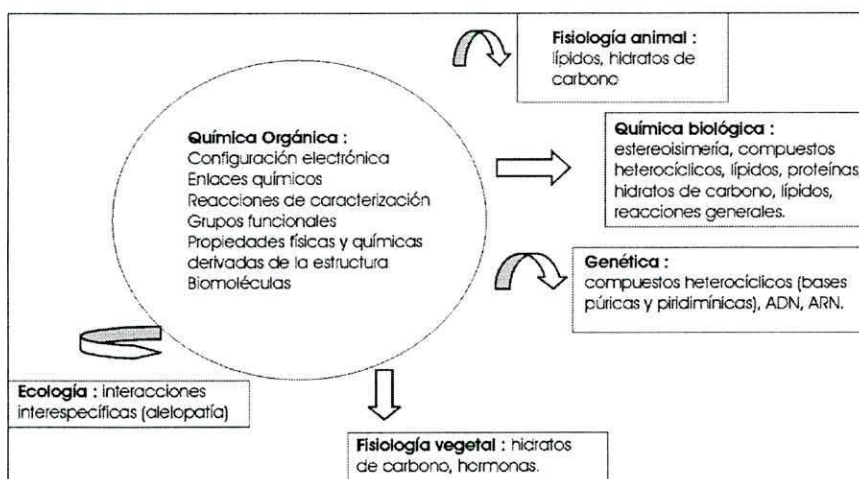 Fisiología animal :
lípidos, hidratos de
carbono
Química Orgánica :
Configuración electrónica
Enlaces químicos
Reacciones de caracterización
Grupos funcionales
Propiedades físicas y químicas
derivadas de la estructura
Biomoléculas
Química biológica :
estereoisimería, compuestos
heterocíclicos, lípidos, proteínas,
hidratos de carbono, lípidos,
reacciones generales.
Genética :
compuestos heterocíclicos (bases
púricas y piridimínicas), ADN, ARN.
Ecología : interacciones
interespecíficas (alelopatía)
Fisiología vegetal : hidratos
de carbono, hormonas.